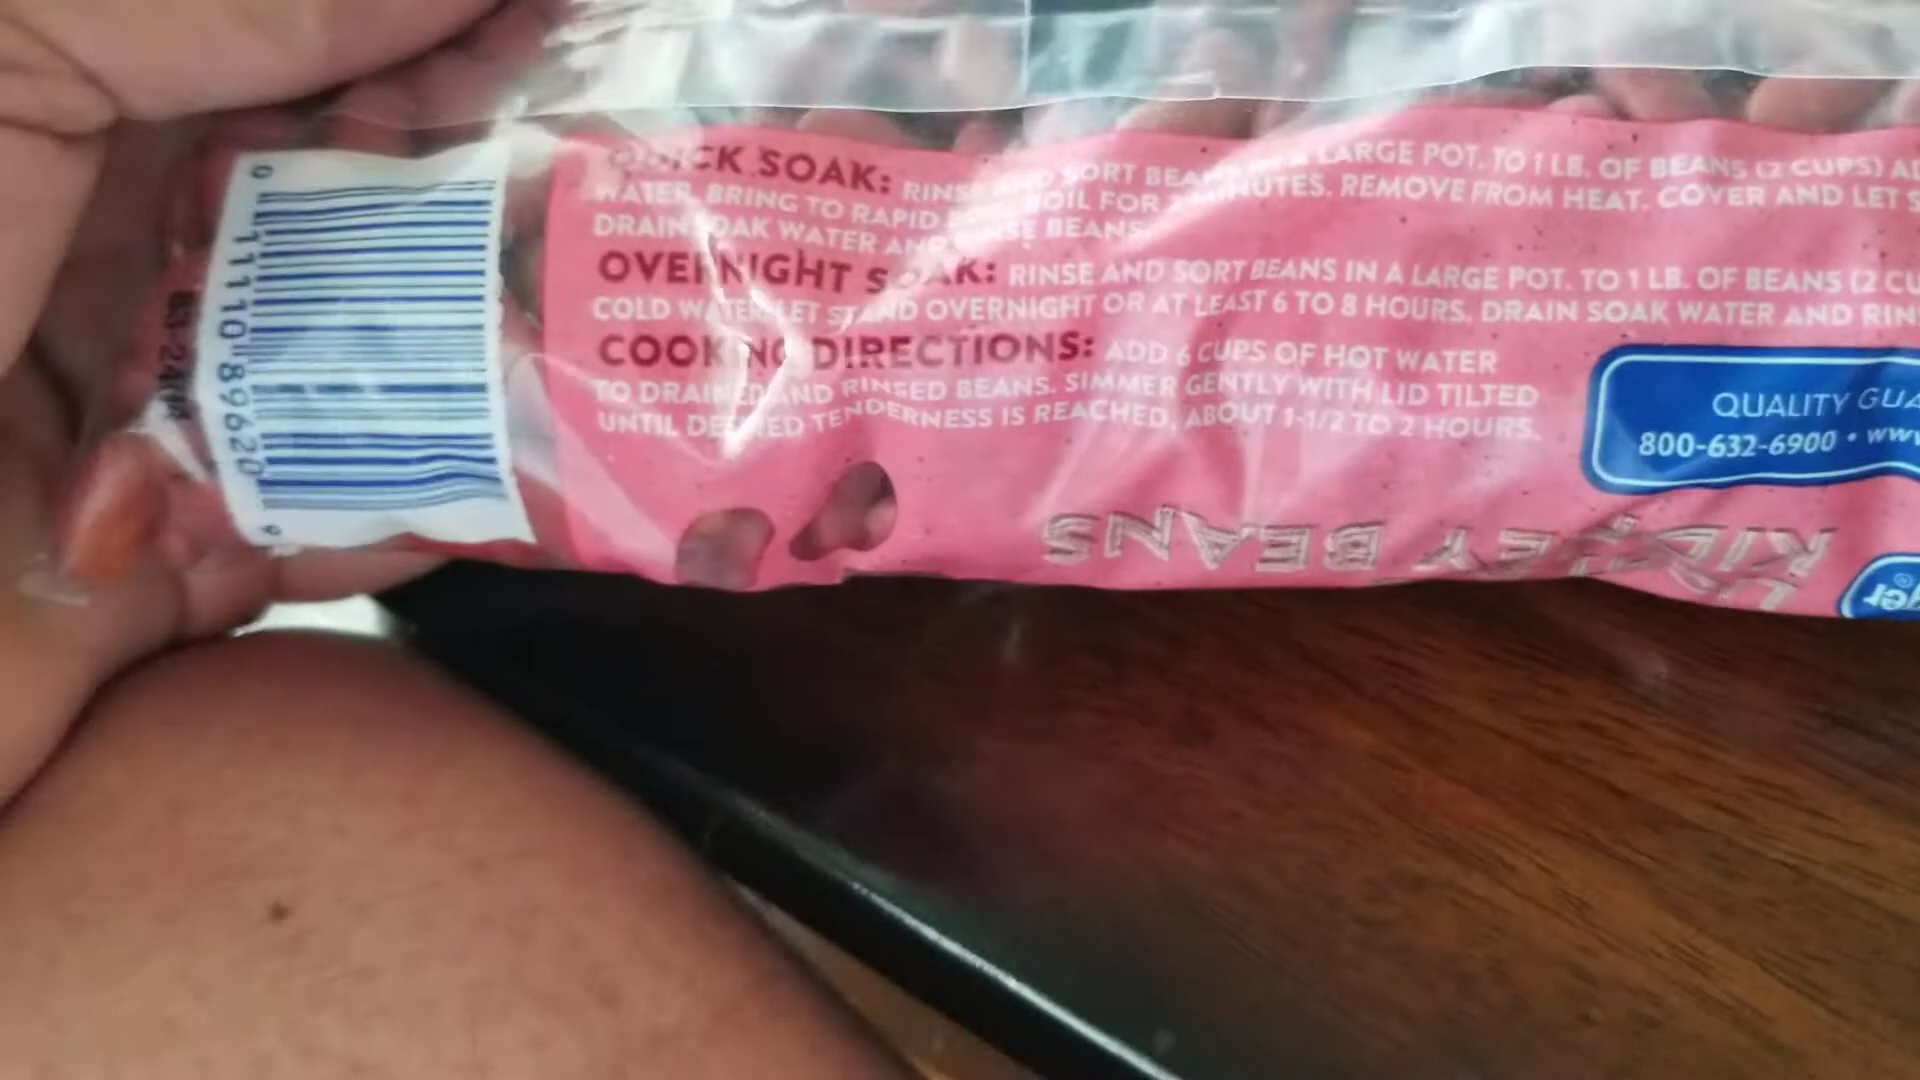 QUICK SOAK: RINSE AND SORT BEANS IN A LARGE POT. TO 1 LB. OF BEANS (2 CUPS)
WATER. BRING TO RAPID BOIL FOR MINUTES. REMOVE FROM HEAT. COVER AND LET
DRAIN SOAK WATER AND RINSE BEANS
OVERNIGHT SOAK: RINSE AND SORT BEANS IN A LARGE POT. TO 1 LB. OF BEANS (2
COLD WATER. LET STAND OVERNIGHT OR AT LEAST 6 TO 8 HOURS. DRAIN SOAK WATER AND
COOKING DIRECTIONS: ADD 6 CUPS OF HOT WATER
TO DRAINED AND RINSED BEANS. SIMMER GENTLY WITH LID TILTED
UNTIL DESIRED TENDERNESS IS REACHED, ABOUT 1-1/2 TO 2 HOURS.
QUALITY
800-632-6900 •
KIDNEY BEANS
0 11110 89620 9